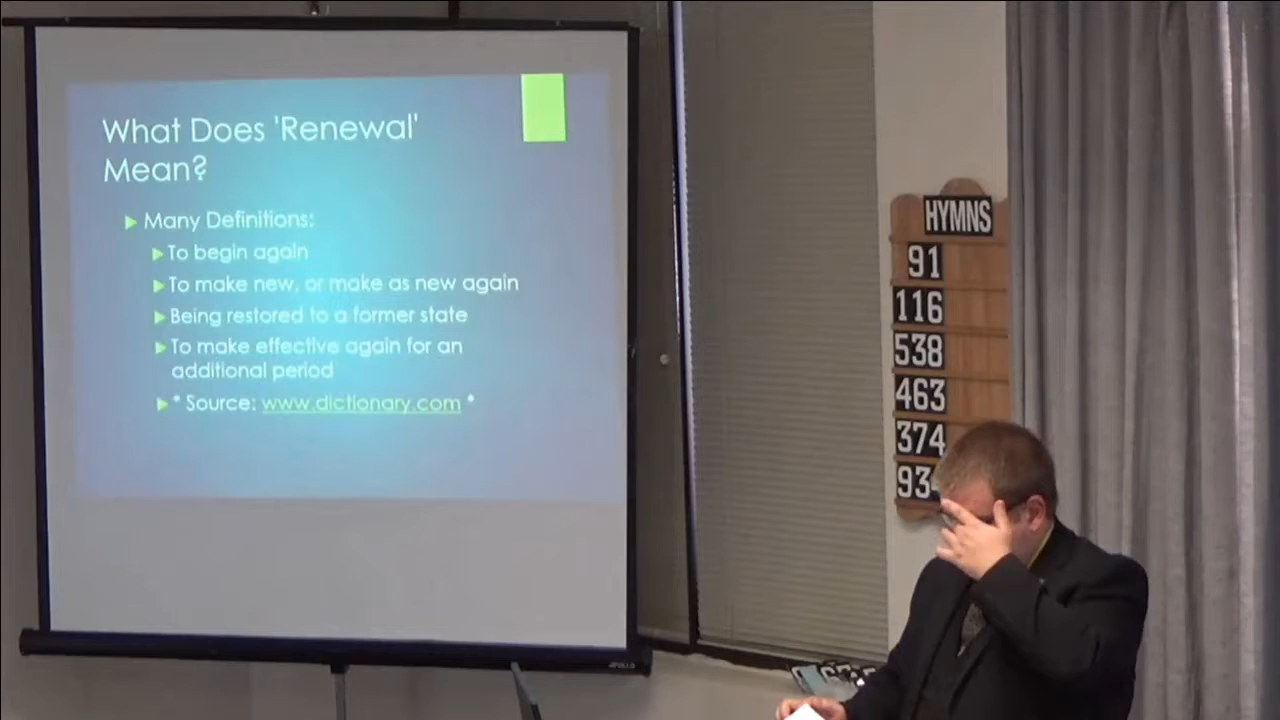 What Does 'Renewal'
Mean?
Many Definitions:
To begin again
To make new, or make as new again
Being restored to a former state
To make effective again for an
additional period
* Source: www.dictionary.com *
APOLLO
HYMNS
91
116
538
463
374